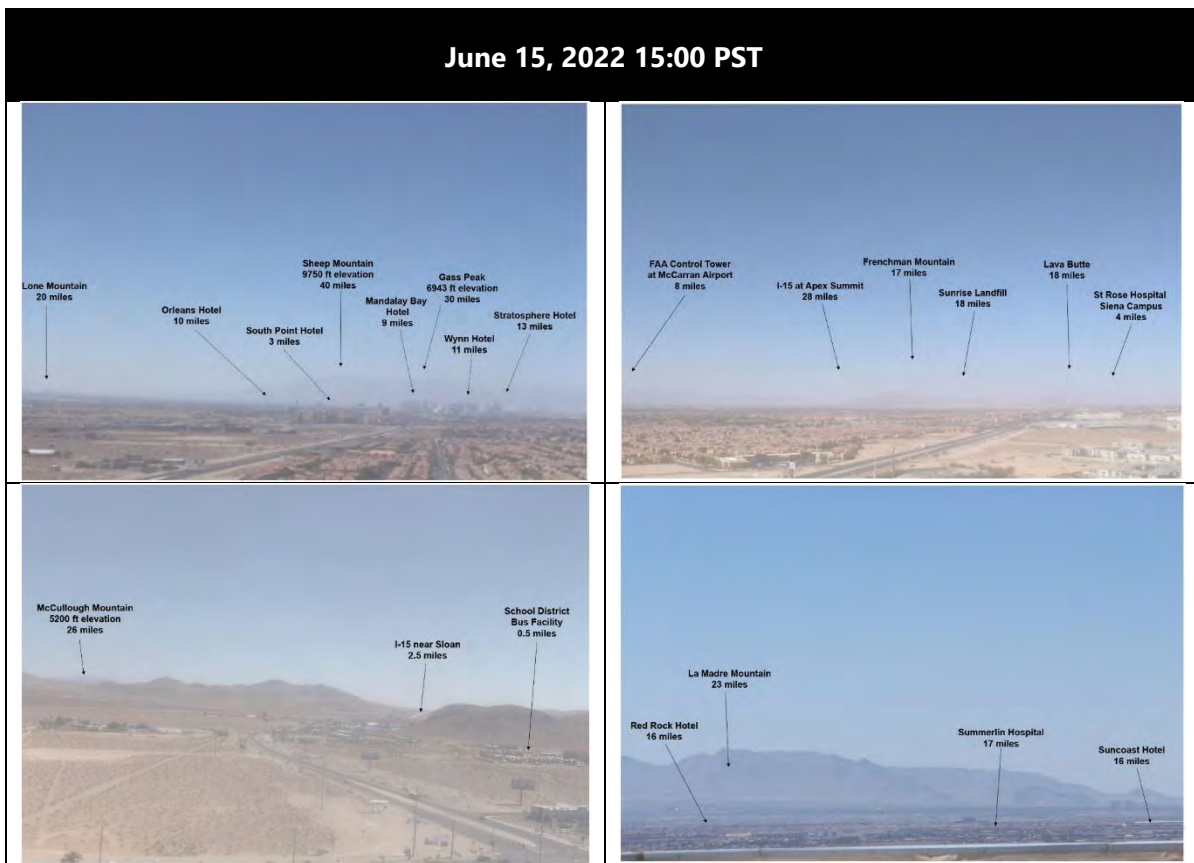 June 15, 2022 15:00 PST
Lone Mountain
20 miles
Orleans Hotel
10 miles
South Point Hotel
3 miles
Sheep Mountain
9750 ft elevation
40 miles
Mandalay Bay
Hotel
9 miles
Gass Peak
6943 ft elevation
30 miles
Wynn Hotel
11 miles
Stratosphere Hotel
13 miles
FAA Control Tower
at McCarran Airport
8 miles
I-15 at Apex Summit
28 miles
Frenchman Mountain
17 miles
Sunrise Landfill
18 miles
Lava Butte
18 miles
St Rose Hospital
Siena Campus
4 miles
McCullough Mountain
5200 ft elevation
26 miles
I-15 near Sloan
2.5 miles
School District
Bus Facility
0.5 miles
Red Rock Hotel
16 miles
La Madre Mountain
23 miles
Summerlin Hospital
17 miles
Suncoast Hotel
16 miles